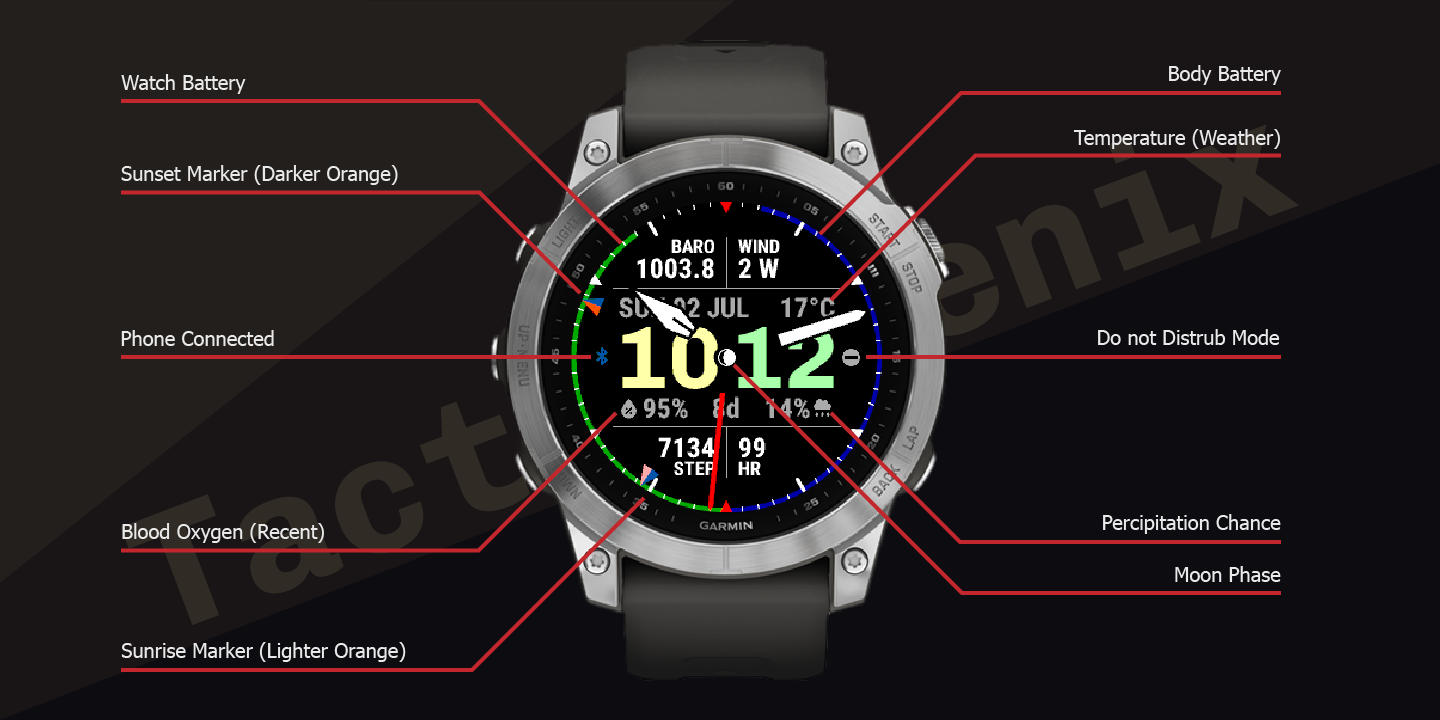 Watch Battery
Sunset Marker (Darker Orange)
Phone Connected
Blood Oxygen (Recent)
Sunrise Marker (Lighter Orange)
Body Battery
Temperature (Weather)
Do not Distrub Mode
Percipitation Chance
Moon Phase
60
55
05
50
45
15
40
20
35
25
LIGHT
UP·MENU
DOWN
START
STOP
LAP
BACK
BARO WIND
1003.8 2 W
02 JUL 17°C
10 12
95% 8d 14%
7134 99
STEP HR
GARMIN
Tact enix